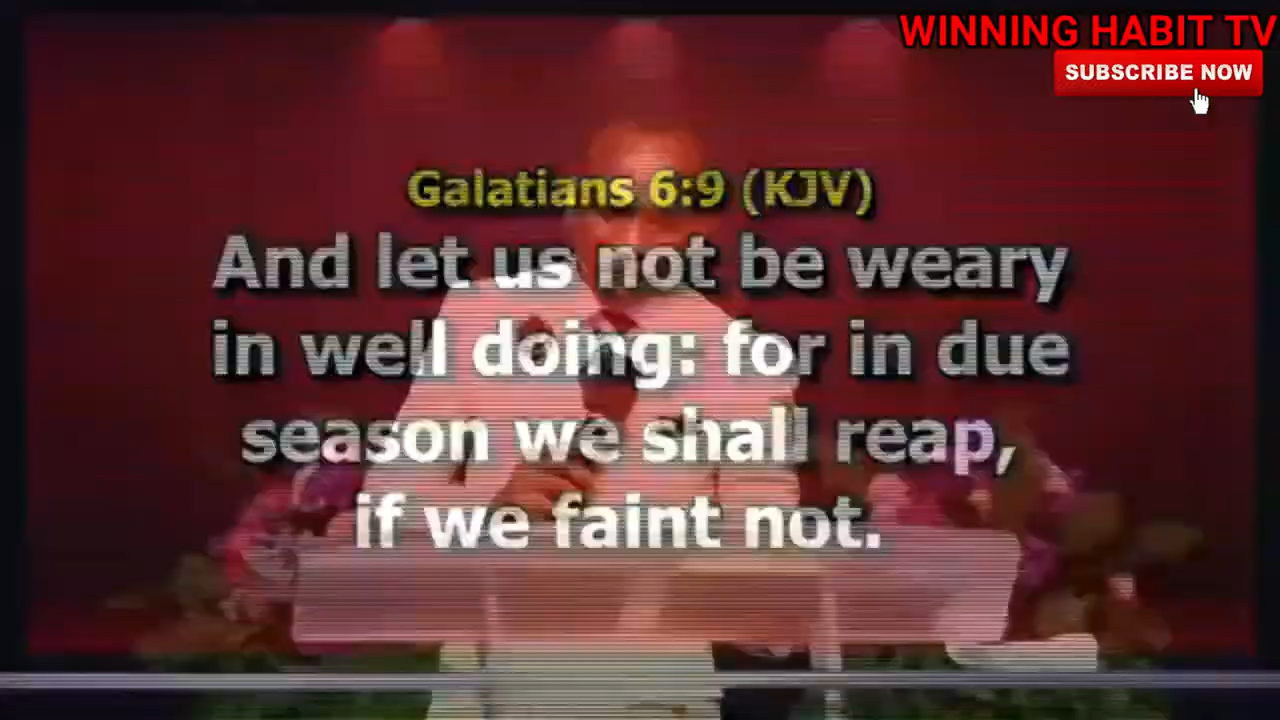 WINNING HABIT TV
SUBSCRIBE NOW
Galatians 6:9 (KJV)
And let us not be weary
in well doing: for in due
season we shall reap,
if we faint not.